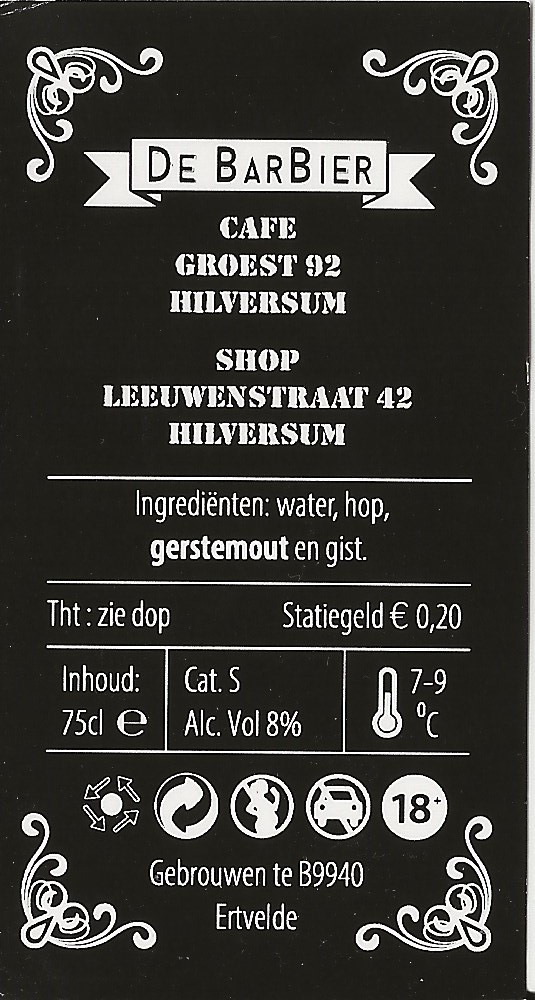 DE BARBIER
CAFE
GROEST 92
HILVERSUM
SHOP
LEEUWENSTRAAT 42
HILVERSUM
Ingrediënten: water, hop,
gerstemout en gist.
Tht : zie dop Statiegeld € 0,20
Inhoud:
75cl ℮
Cat. S
Alc. Vol 8%
7-9
°C
18+
Gebrouwen te B9940
Ertvelde